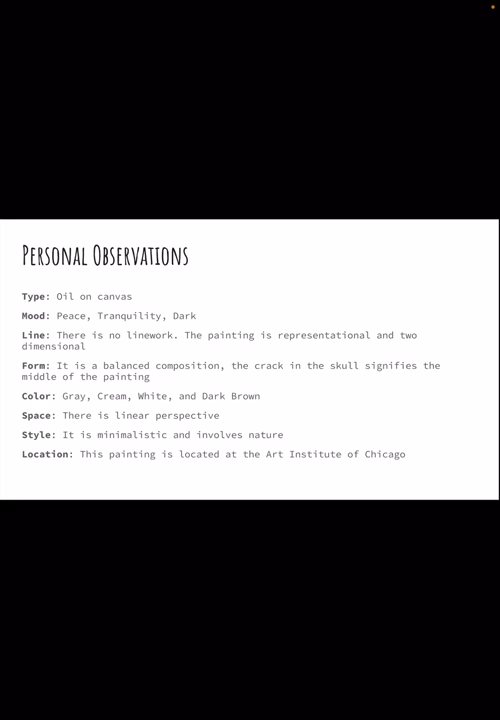 Personal Observations
Type: Oil on canvas
Mood: Peace, Tranquility, Dark
Line: There is no linework. The painting is representational and two
dimensional
Form: It is a balanced composition, the crack in the skull signifies the
middle of the painting
Color: Gray, Cream, White, and Dark Brown
Space: There is linear perspective
Style: It is minimalistic and involves nature
Location: This painting is located at the Art Institute of Chicago